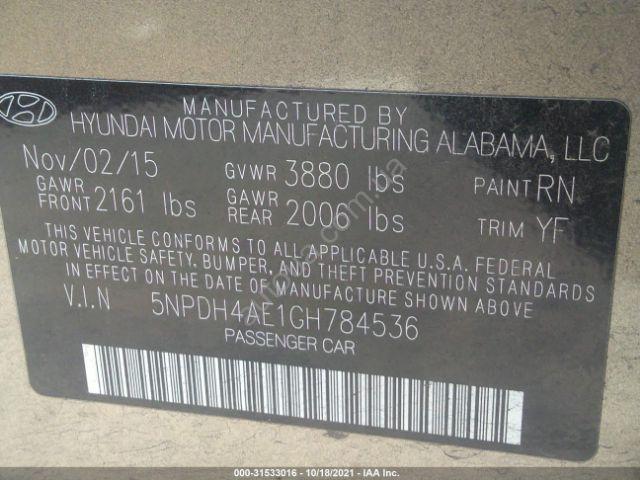 MANUFACTURED BY
HYUNDAI MOTOR MANUFACTURING ALABAMA, LLC
Nov/02/15 GVWR 3880 lbs PAINT RN
GAWR FRONT 2161 lbs GAWR REAR 2006 lbs TRIM YF
THIS VEHICLE CONFORMS TO ALL APPLICABLE U.S.A. FEDERAL
MOTOR VEHICLE SAFETY, BUMPER, AND THEFT PREVENTION STANDARDS
IN EFFECT ON THE DATE OF MANUFACTURE SHOWN ABOVE
V.I.N 5NPDH4AE1GH784536
PASSENGER CAR
000-31533016 - 10/18/2021 - IAA Inc.